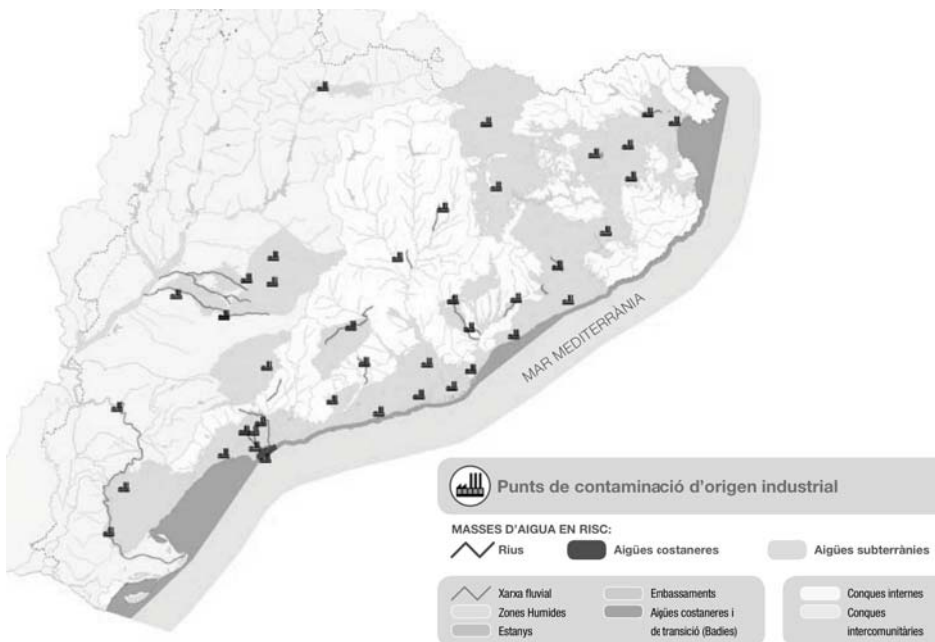 MAR MEDITERRÀNIA
Punts de contaminació d'origen industrial
MASSES D'AIGUA EN RISC:
Rius
Aigües costaneres
Aigües subterrànies
Xarxa fluvial
Zones Humides
Estanys
Embassaments
Aigües costaneres i
de transició (Badies)
Conques internes
Conques
intercomunitàries